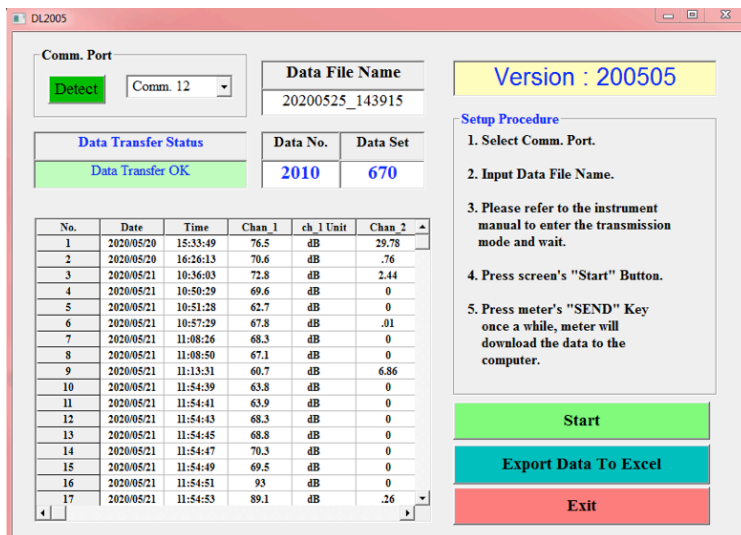 DL2005
Comm. Port
Detect
Comm. 12
Data File Name
20200525_143915
Version : 200505
Data Transfer Status
Data Transfer OK
Data No. Data Set
2010 670
Setup Procedure
1. Select Comm. Port.
2. Input Data File Name.
3. Please refer to the instrument
manual to enter the transmission
mode and wait.
4. Press screen's "Start" Button.
5. Press meter's "SEND" Key
once a while, meter will
download the data to the
computer.
No. Date Time Chan_1 ch_1 Unit Chan_2
1 2020/05/20 15:33:49 76.5 dB 29.78
2 2020/05/20 16:26:13 70.6 dB .76
3 2020/05/21 10:36:03 72.8 dB 2.44
4 2020/05/21 10:50:29 69.6 dB 0
5 2020/05/21 10:51:28 62.7 dB 0
6 2020/05/21 10:57:29 67.8 dB .01
7 2020/05/21 11:08:26 68.3 dB 0
8 2020/05/21 11:08:50 67.1 dB 0
9 2020/05/21 11:13:31 60.7 dB 6.86
10 2020/05/21 11:54:39 63.8 dB 0
11 2020/05/21 11:54:41 63.9 dB 0
12 2020/05/21 11:54:43 68.3 dB 0
13 2020/05/21 11:54:45 68.8 dB 0
14 2020/05/21 11:54:47 70.3 dB 0
15 2020/05/21 11:54:49 69.5 dB 0
16 2020/05/21 11:54:51 93 dB 0
17 2020/05/21 11:54:53 89.1 dB .26
Start
Export Data To Excel
Exit